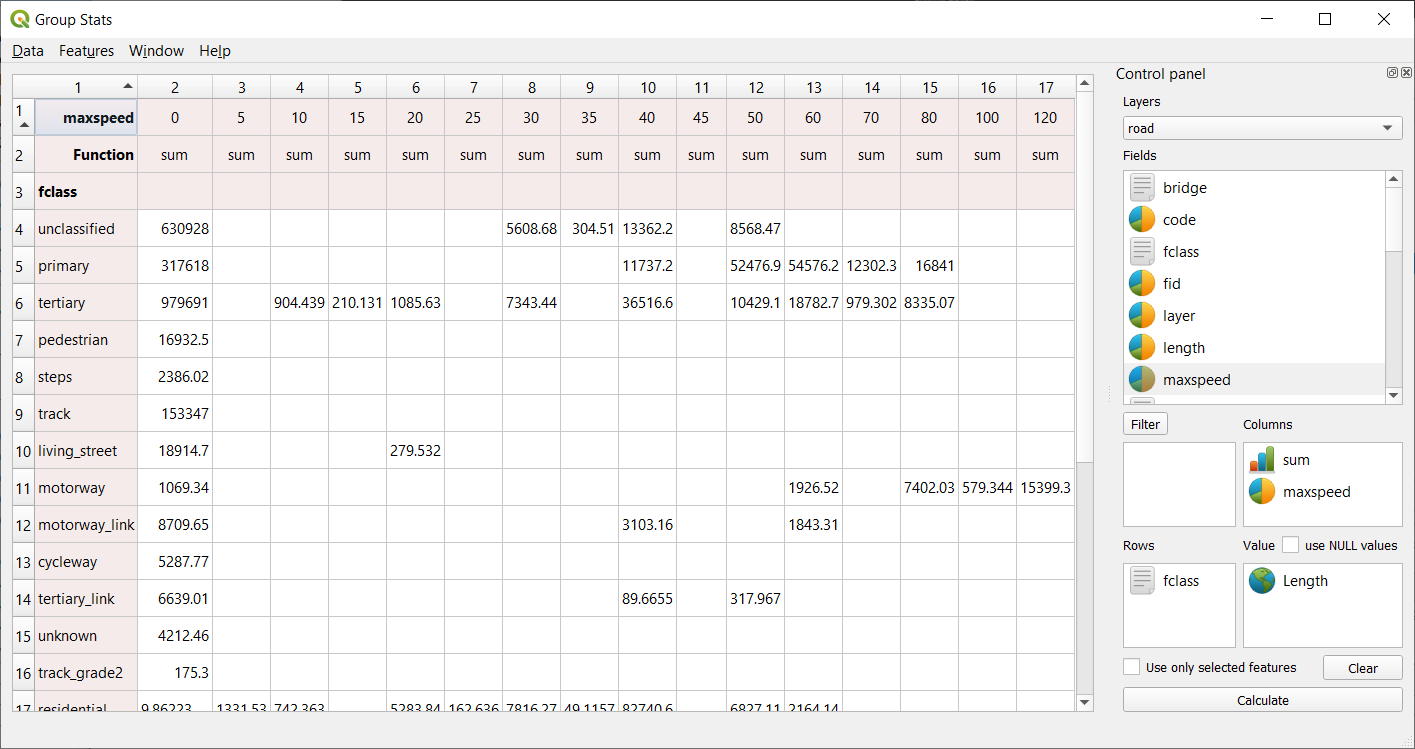 Group Stats
Data Features Window Help
1 2 3 4 5 6 7 8 9 10 11 12 13 14 15 16 17
1 maxspeed 0 5 10 15 20 25 30 35 40 45 50 60 70 80 100 120
2 Function sum sum sum sum sum sum sum sum sum sum sum sum sum sum sum sum
3 fclass
4 unclassified 630928 5608.68 304.51 13362.2 8568.47
5 primary 317618 11737.2 52476.9 54576.2 12302.3 16841
6 tertiary 979691 904.439 210.131 1085.63 7343.44 36516.6 10429.1 18782.7 979.302 8335.07
7 pedestrian 16932.5
8 steps 2386.02
9 track 153347
10 living_street 18914.7 279.532
11 motorway 1069.34 1926.52 7402.03 579.344 15399.3
12 motorway_link 8709.65 3103.16 1843.31
13 cycleway 5287.77
14 tertiary_link 6639.01 89.6655 317.967
15 unknown 4212.46
16 track_grade2 175.3
17 residential 9.86223 1331.53 742.363 5283.84 162.636 7816.27 49.1157 82740.6 6827.11 2164.14
Control panel
Layers
road
Fields
bridge
code
fclass
fid
layer
length
maxspeed
Filter Columns
sum
maxspeed
Rows Value use NULL values
fclass Length
Use only selected features Clear
Calculate